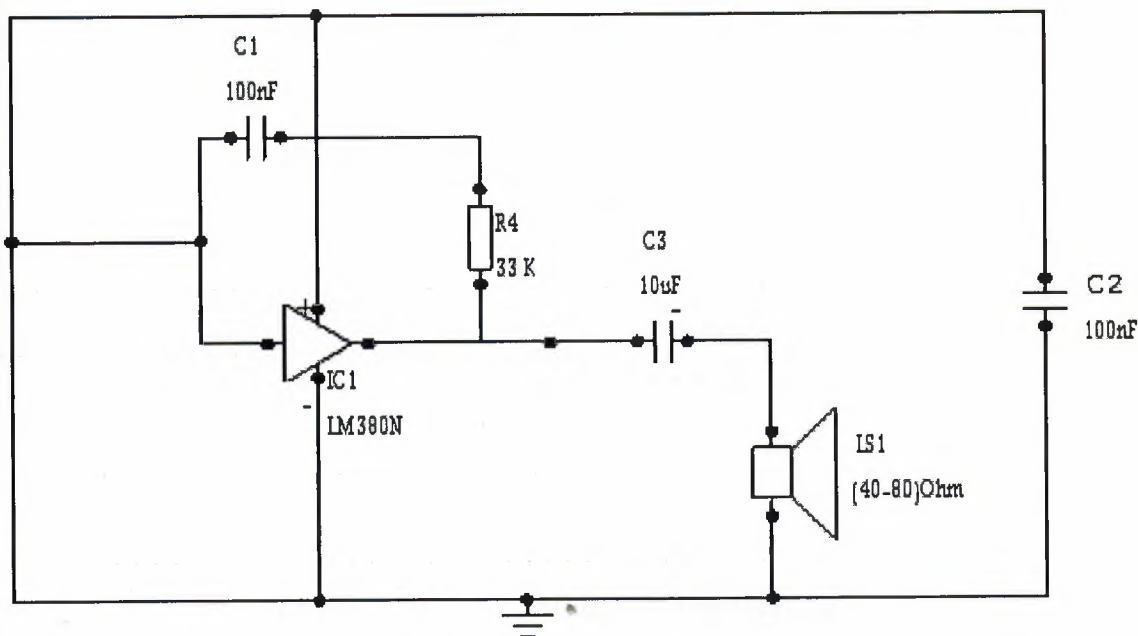 C1
100nF
R4
33 K
C3
10uF
-
C2
100nF
+
IC1
-
LM380N
LS1
(40-80)Ohm